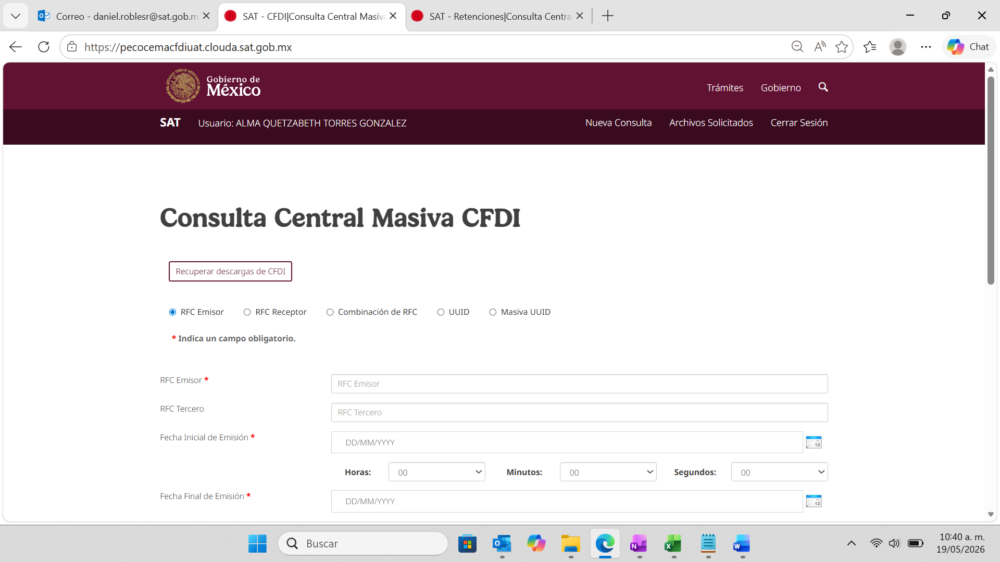 Correo - daniel.roblesr@sat.gob.m
SAT - CFDI|Consulta Central Masiva
SAT - Retenciones|Consulta Centra
https://pecocemacfdiuat.clouda.sat.gob.mx
Chat
Gobierno de
México
Trámites
Gobierno
SAT
Usuario: ALMA QUETZABETH TORRES GONZALEZ
Nueva Consulta
Archivos Solicitados
Cerrar Sesión
Consulta Central Masiva CFDI
Recuperar descargas de CFDI
RFC Emisor
RFC Receptor
Combinación de RFC
UUID
Masiva UUID
* Indica un campo obligatorio.
RFC Emisor *
RFC Emisor
RFC Tercero
RFC Tercero
Fecha Inicial de Emisión *
DD/MM/YYYY
Horas:
00
Minutos:
00
Segundos:
00
Fecha Final de Emisión *
DD/MM/YYYY
Buscar
10:40 a. m.
19/05/2026